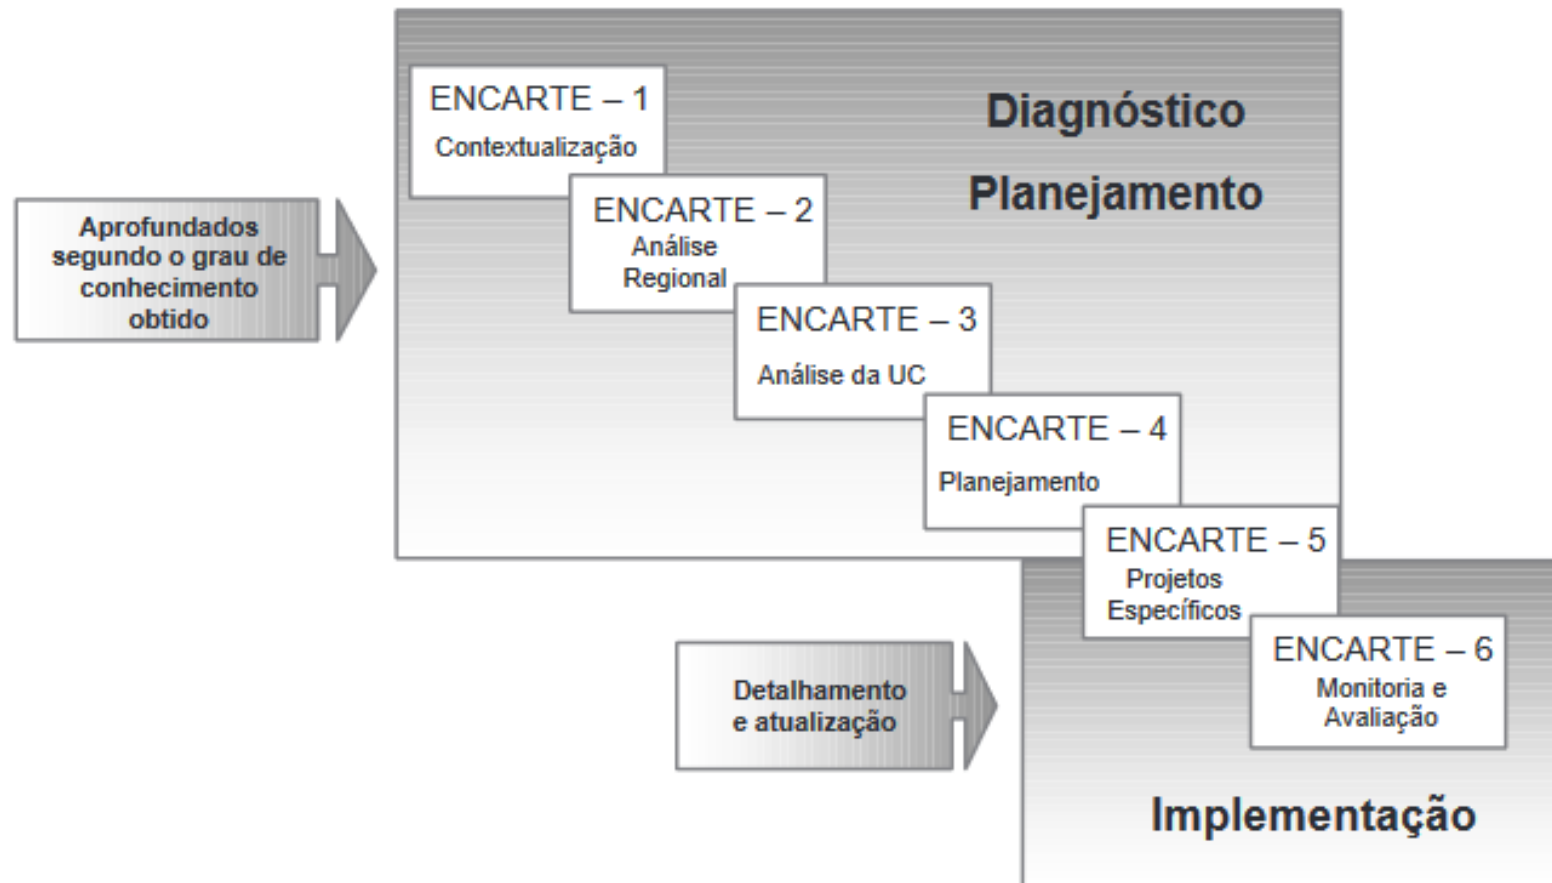 ENCARTE – 1
Contextualização
Diagnóstico
Planejamento
ENCARTE – 2
Análise
Regional
Aprofundados
segundo o grau de
conhecimento
obtido
ENCARTE – 3
Análise da UC
ENCARTE – 4
Planejamento
ENCARTE – 5
Projetos
Específicos
ENCARTE – 6
Monitoria e
Avaliação
Detalhamento
e atualização
Implementação